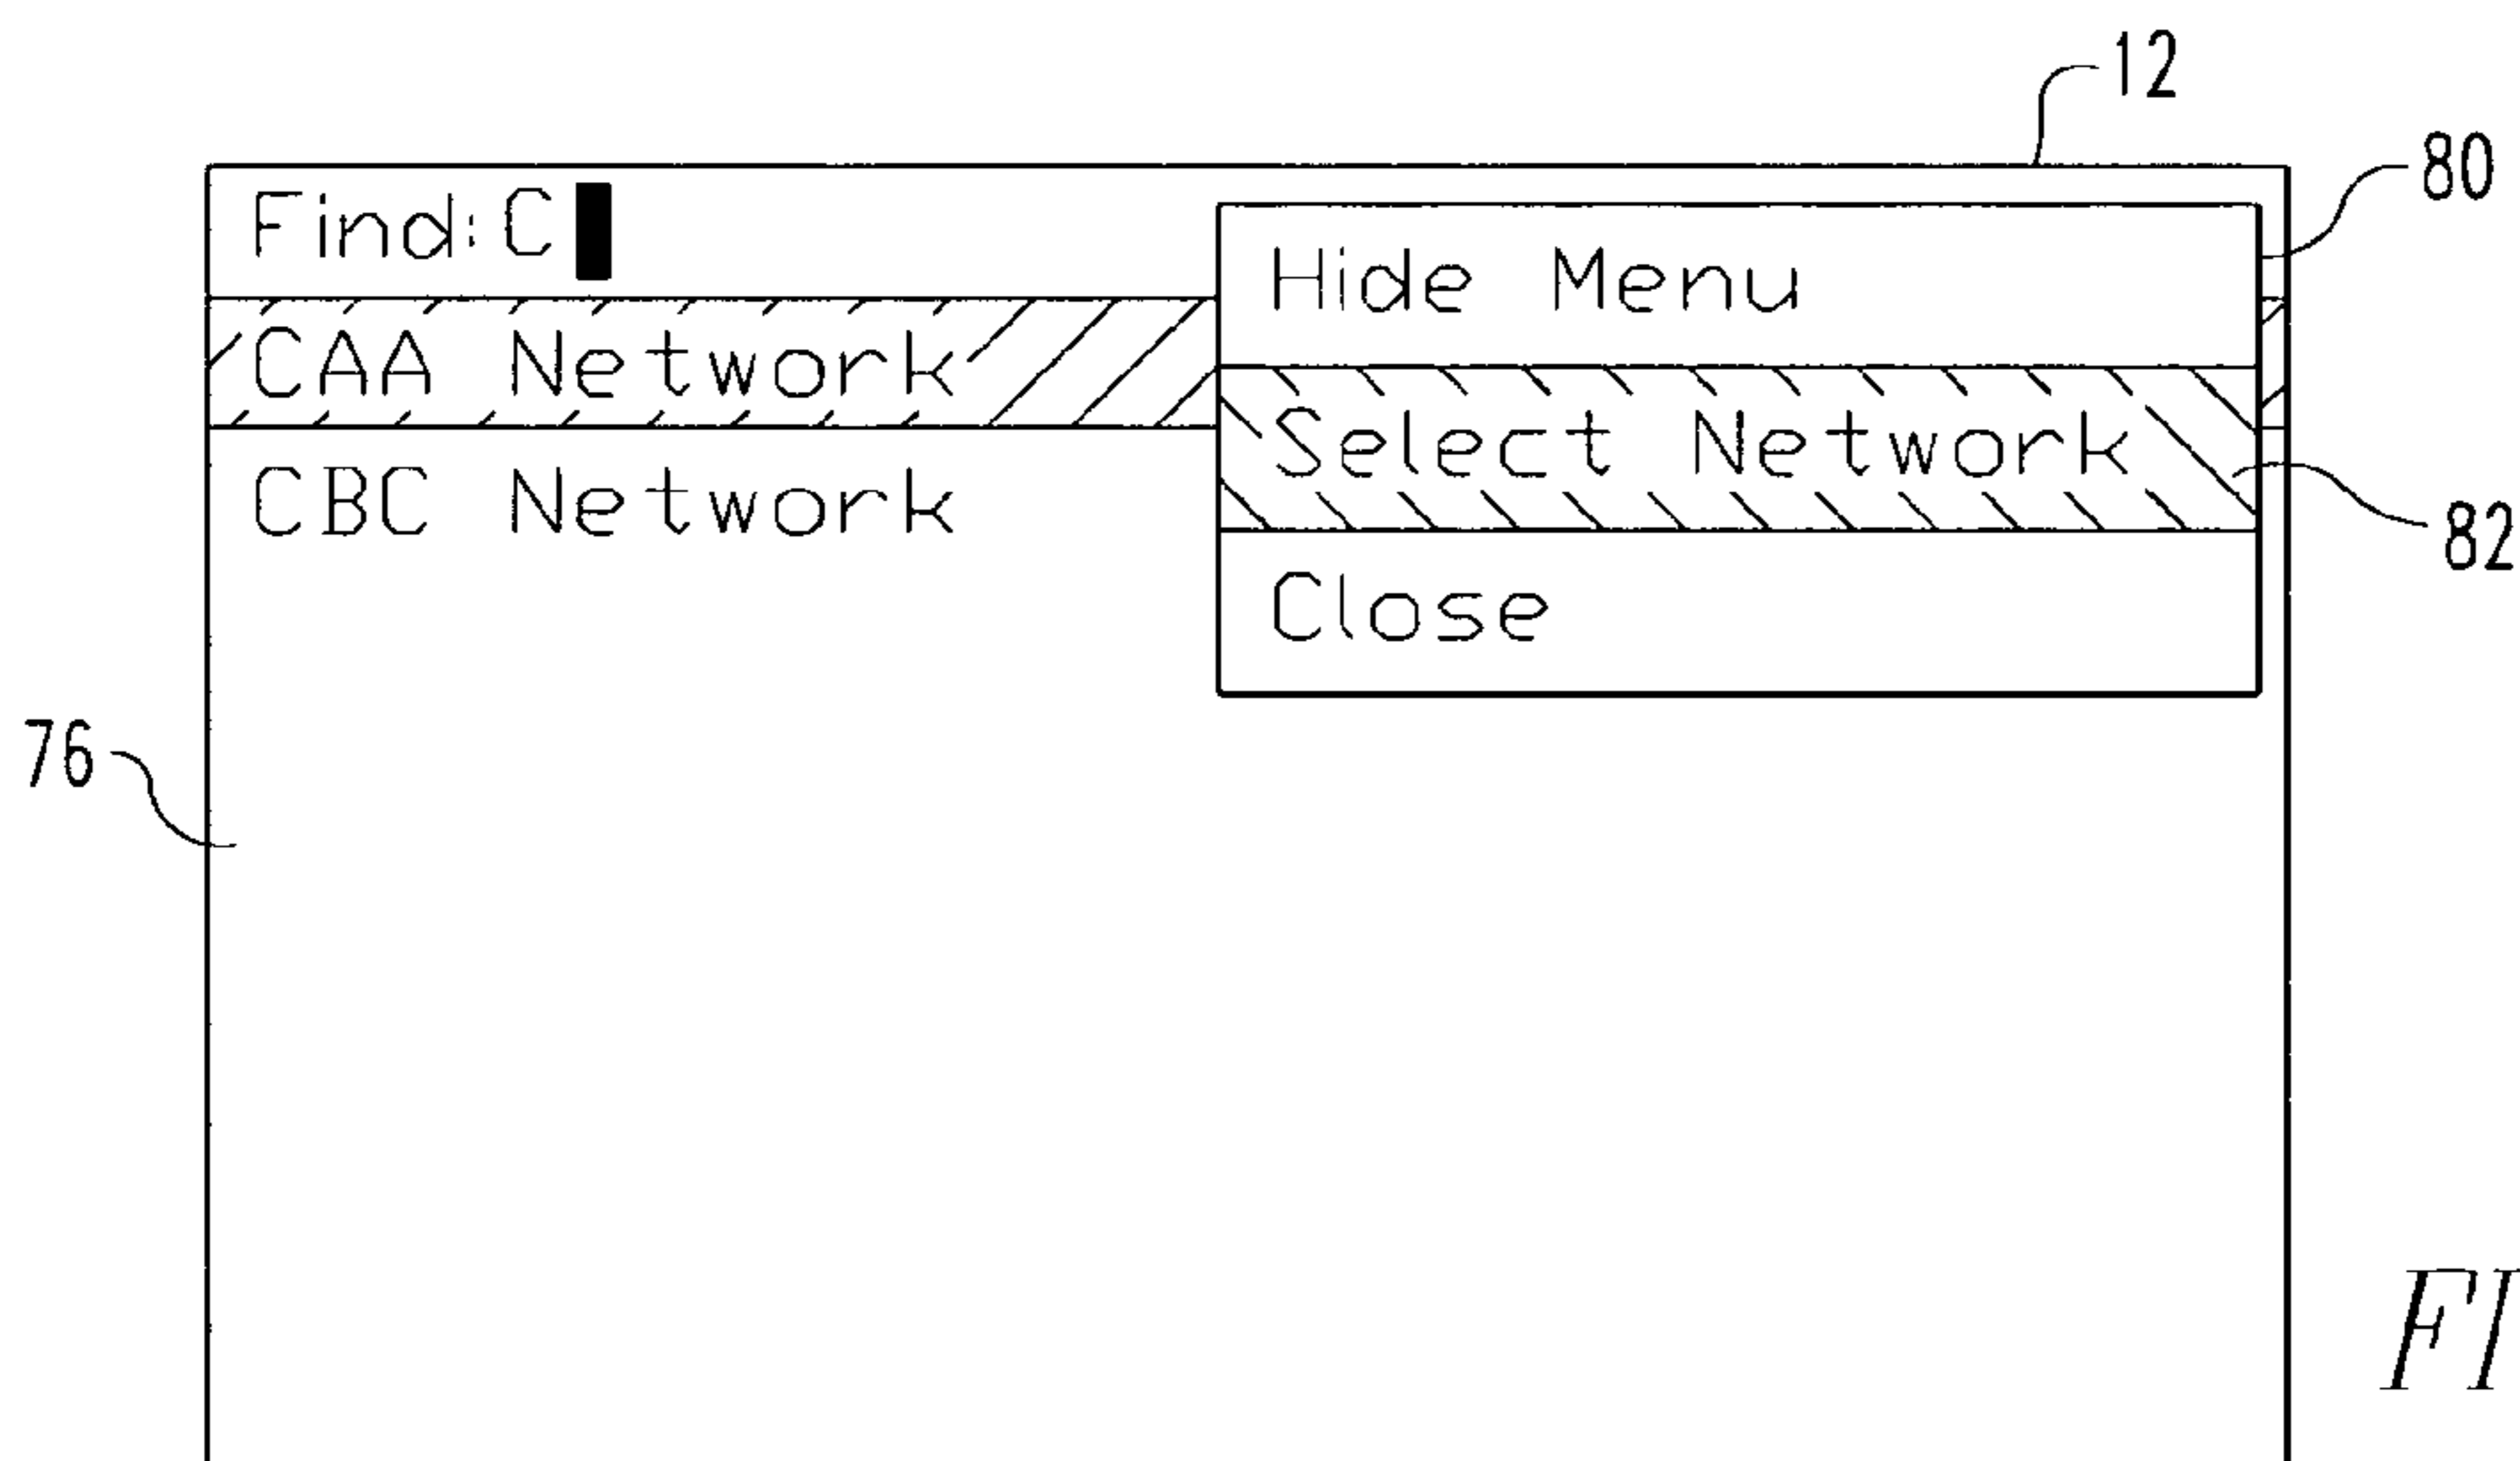 12
80
Find: C
Hide Menu
CAA Network
Select Network
CBC Network
82
Close
76